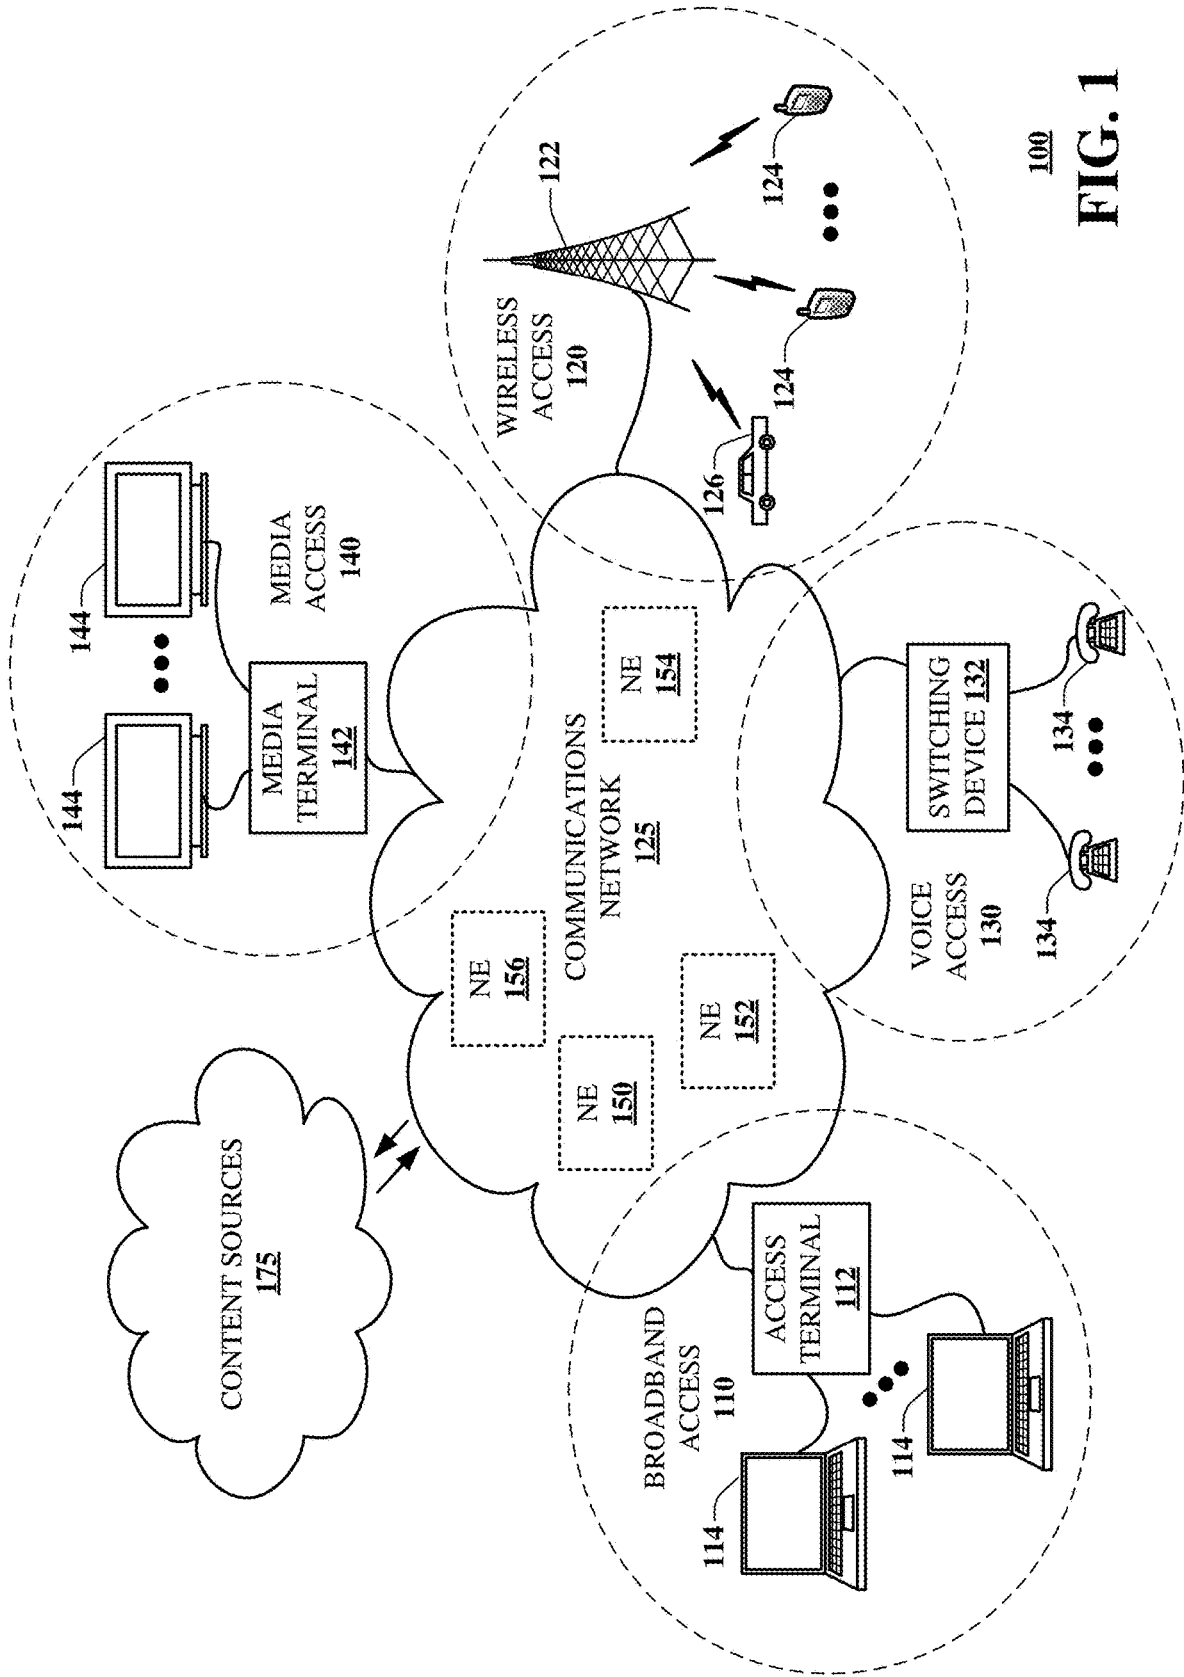 CONTENT SOURCES
175
144
144
MEDIA
TERMINAL
142
MEDIA
ACCESS
140
NE
156
NE
150
NE
152
NE
154
COMMUNICATIONS
NETWORK
125
WIRELESS
ACCESS
120
122
124
124
126
BROADBAND
ACCESS
110
ACCESS
TERMINAL
112
114
114
VOICE
ACCESS
130
SWITCHING
DEVICE 132
134
134
100
FIG. 1